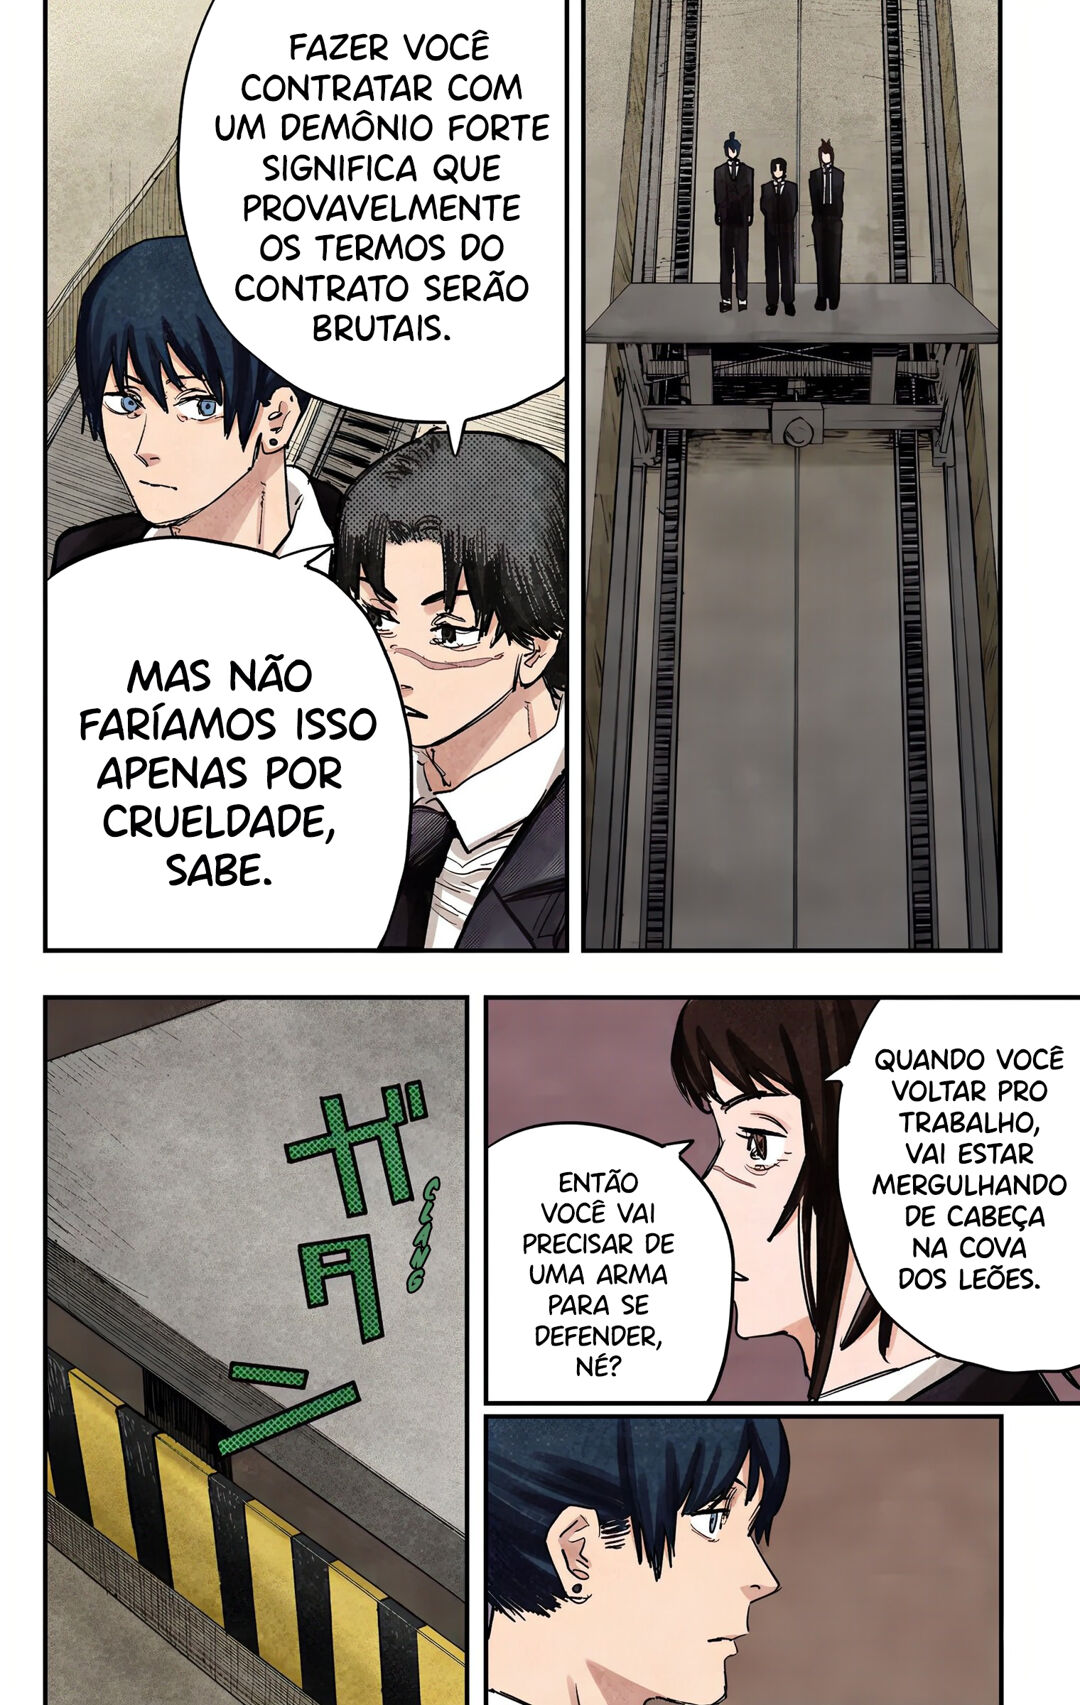 FAZER VOCÊ
CONTRATAR COM
UM DEMÔNIO FORTE
SIGNIFICA QUE
PROVAVELMENTE
OS TERMOS DO
CONTRATO SERÃO
BRUTAIS.
MAS NÃO
FARÍAMOS ISSO
APENAS POR
CRUELDADE,
SABE.
QUANDO VOCÊ
VOLTAR PRO
TRABALHO,
VAI ESTAR
MERGULHANDO
DE CABEÇA
NA COVA
DOS LEÕES.
ENTÃO
VOCÊ VAI
PRECISAR DE
UMA ARMA
PARA SE
DEFENDER,
NÉ?
ガタン
CLANG